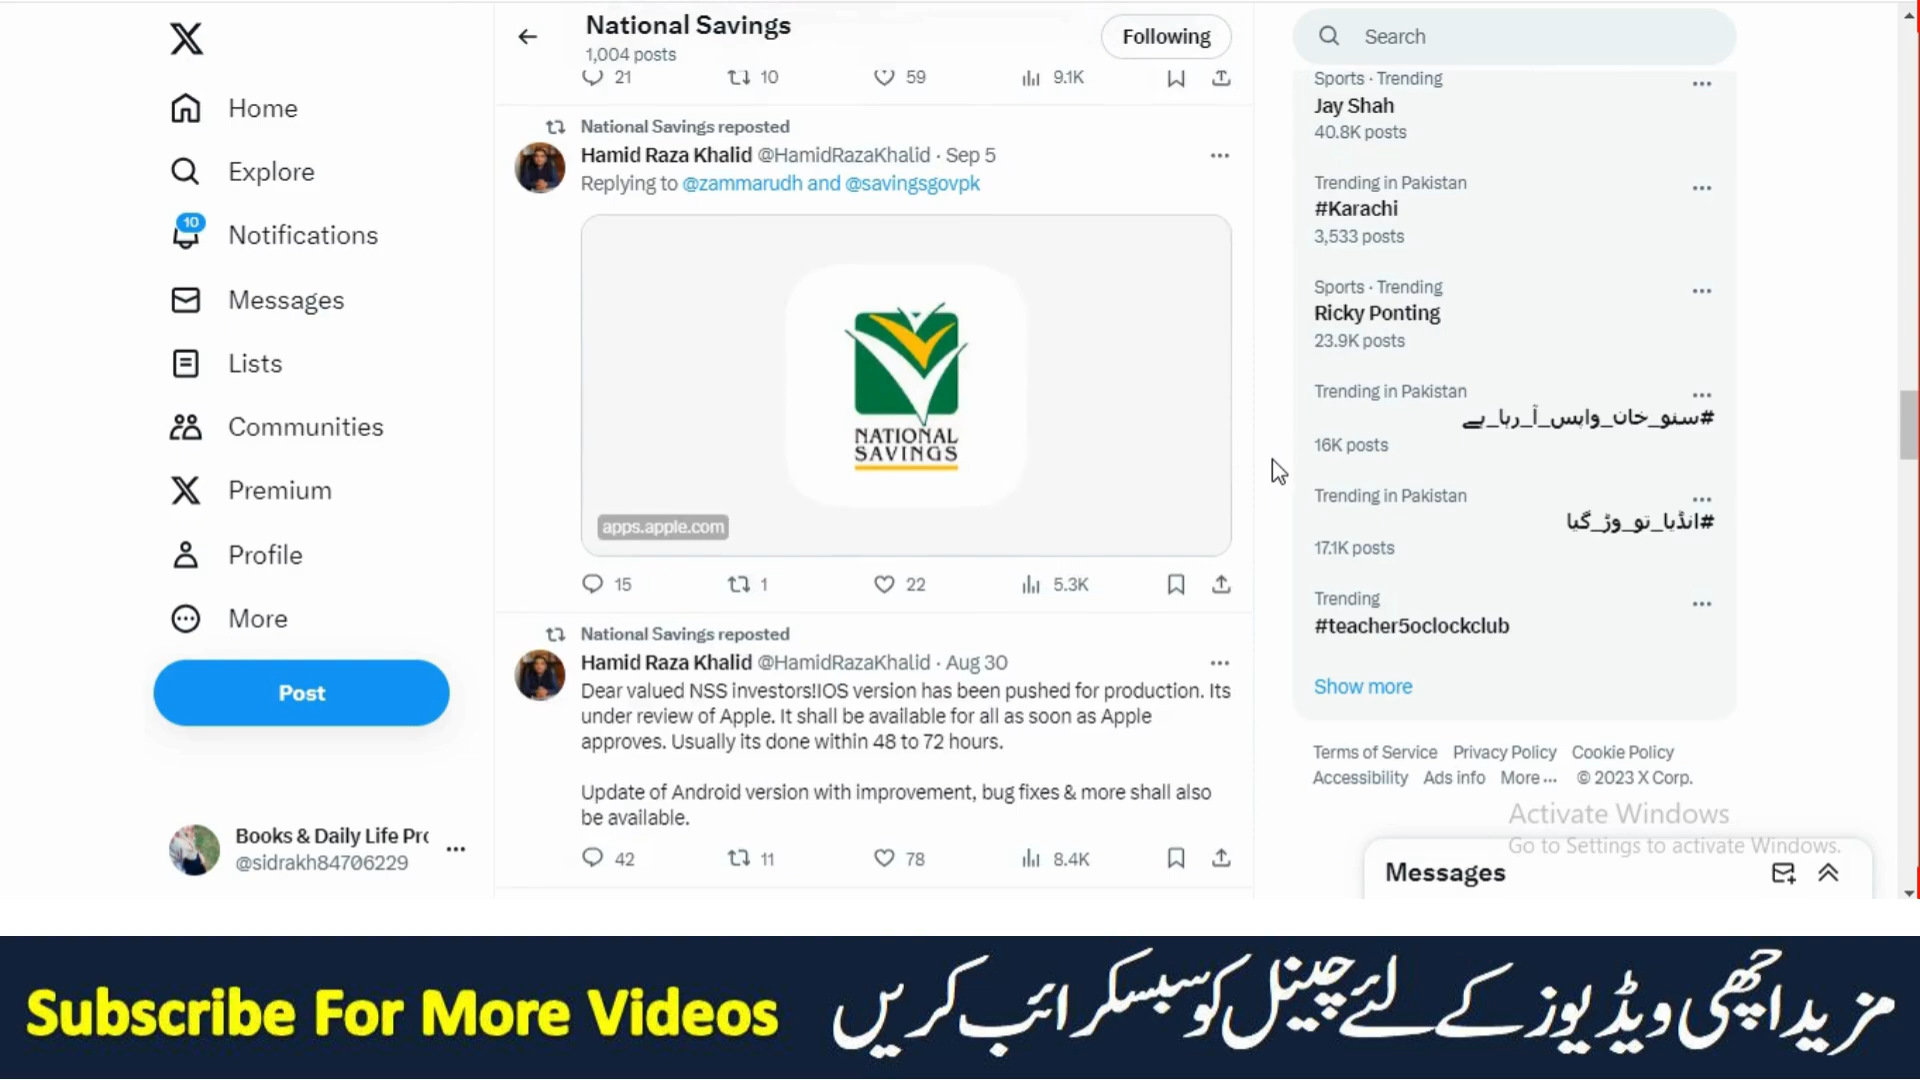 Home
Explore
10
Notifications
Messages
Lists
Communities
Premium
Profile
More
Post
Books & Daily Life Pr
@sidrakh84706229
National Savings
1,004 posts
Following
21 10 59 9.1K
National Savings reposted
Hamid Raza Khalid @HamidRazaKhalid · Sep 5
Replying to @zammarudh and @savingsgovpk
NATIONAL
SAVINGS
apps.apple.com
15 1 22 5.3K
National Savings reposted
Hamid Raza Khalid @HamidRazaKhalid · Aug 30
Dear valued NSS investors!IOS version has been pushed for production. Its
under review of Apple. It shall be available for all as soon as Apple
approves. Usually its done within 48 to 72 hours.
Update of Android version with improvement, bug fixes & more shall also
be available.
42 11 78 8.4K
Search
Sports · Trending
Jay Shah
40.8K posts
Trending in Pakistan
#Karachi
3,533 posts
Sports · Trending
Ricky Ponting
23.9K posts
Trending in Pakistan
#سنو_خان_واپس_آ_رہا_ہے
16K posts
Trending in Pakistan
#انڈیا_تو_وڑ_گیا
17.1K posts
Trending
#teacher5oclockclub
Show more
Terms of Service Privacy Policy Cookie Policy
Accessibility Ads info More ··· © 2023 X Corp.
Activate Windows
Go to Settings to activate Windows.
Messages
Subscribe For More Videos
مزید اچھی ویڈیوز کے لئے چینل کو سبسکرائب کریں